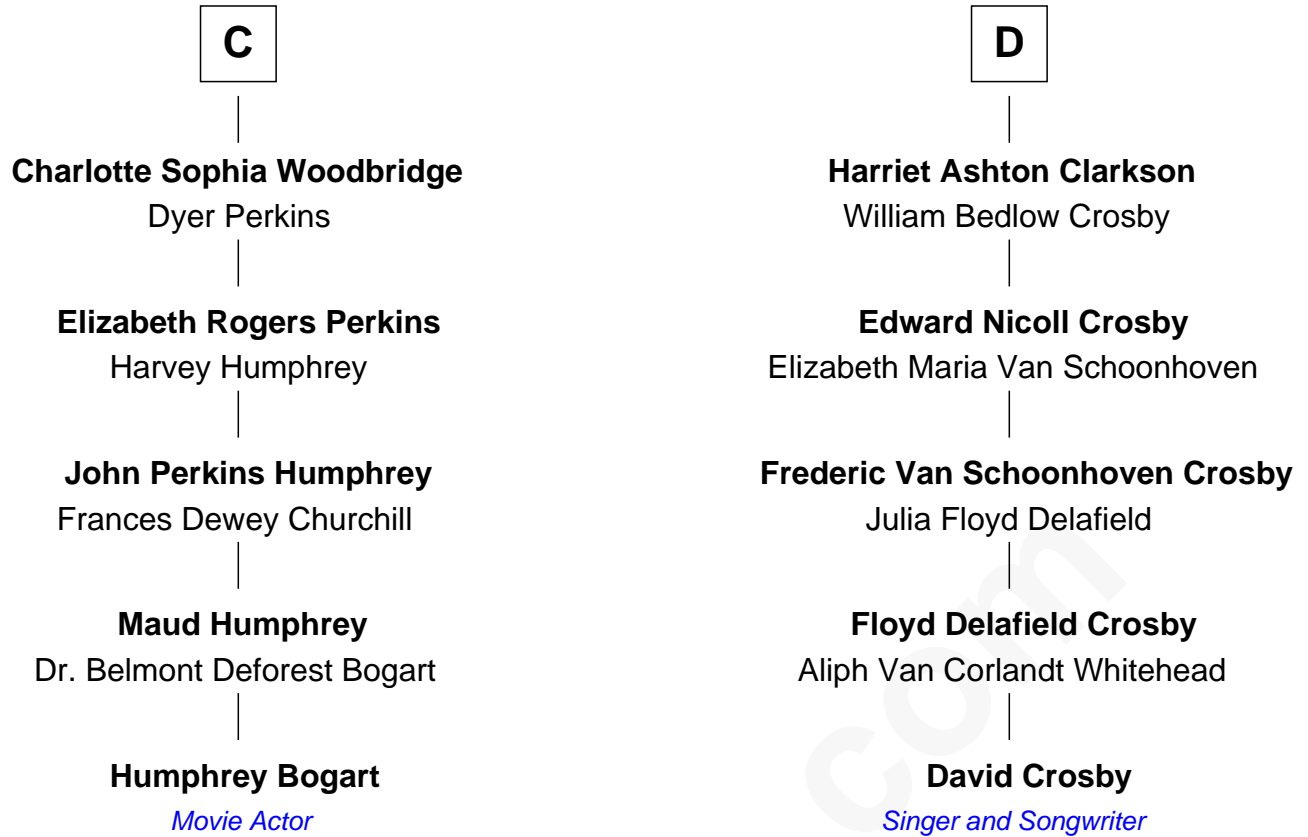 C
Charlotte Sophia Woodbridge
Dyer Perkins
Elizabeth Rogers Perkins
Harvey Humphrey
John Perkins Humphrey
Frances Dewey Churchill
Maud Humphrey
Dr. Belmont Deforest Bogart
Humphrey Bogart
Movie Actor
D
Harriet Ashton Clarkson
William Bedlow Crosby
Edward Nicoll Crosby
Elizabeth Maria Van Schoonhoven
Frederic Van Schoonhoven Crosby
Julia Floyd Delafield
Floyd Delafield Crosby
Aliph Van Corlandt Whitehead
David Crosby
Singer and Songwriter
com